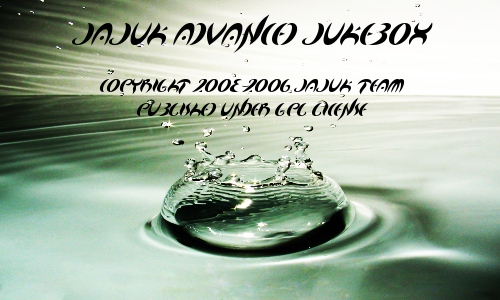 JAJUK ADVANCED JUKEBOX
COPYRIGHT 2003-2006, JAJUK TEAM
PUBLISHED UNDER GPL LICENSE